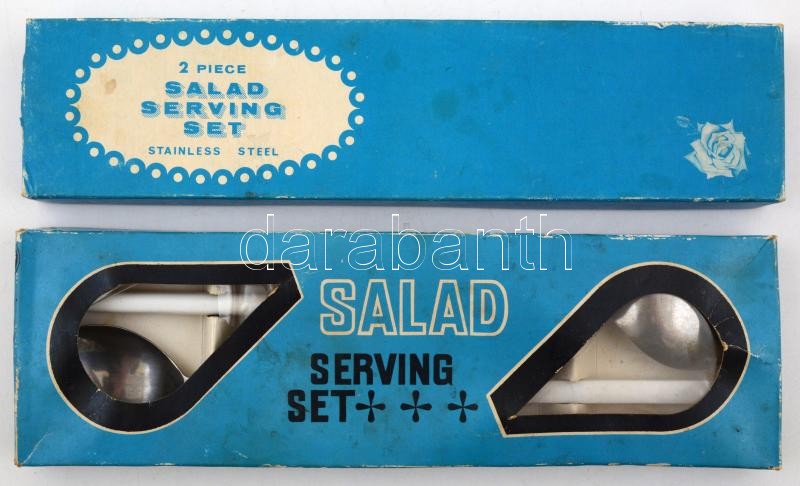 2 PIECE
SALAD
SERVING
SET
STAINLESS STEEL
darabanth
SALAD
SERVING
SET